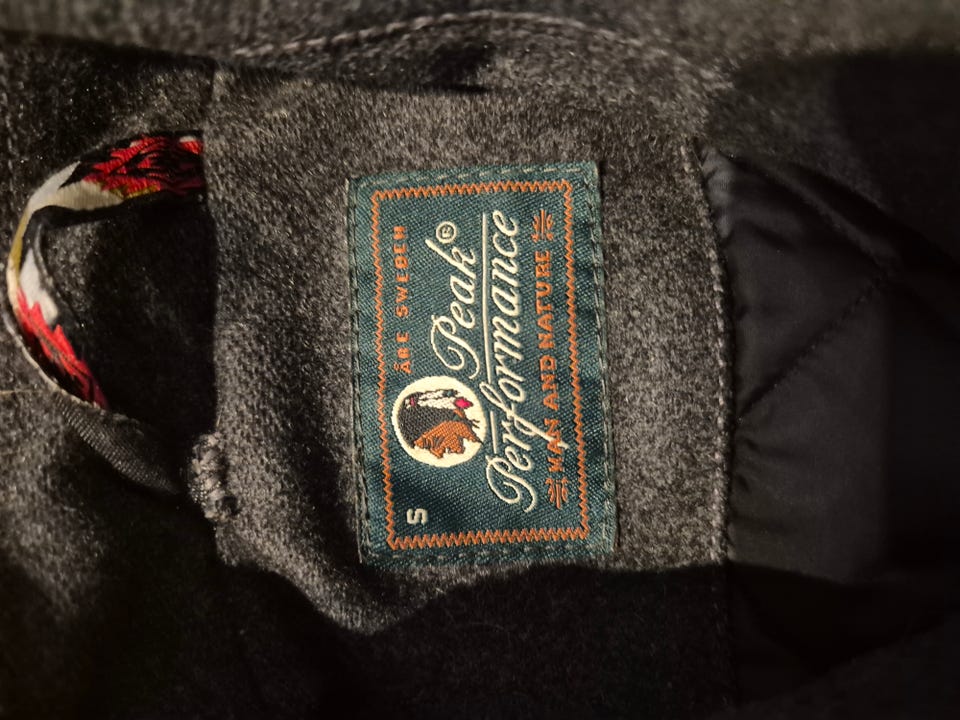 ÅRE SWEDEN
Peak®
Performance
MAN AND NATURE
S